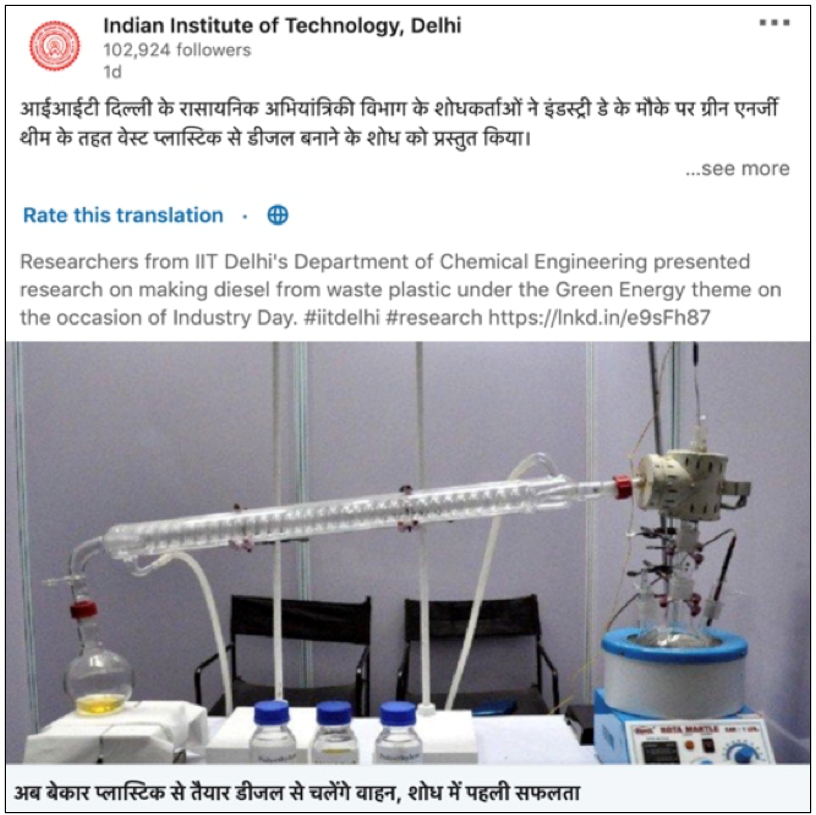 Indian Institute of Technology, Delhi
102,924 followers
1d
आईआईटी दिल्ली के रासायनिक अभियांत्रिकी विभाग के शोधकर्ताओं ने इंडस्ट्री डे के मौके पर ग्रीन एनर्जी
थीम के तहत वेस्ट प्लास्टिक से डीजल बनाने के शोध को प्रस्तुत किया।
...see more
Rate this translation ·
Researchers from IIT Delhi's Department of Chemical Engineering presented
research on making diesel from waste plastic under the Green Energy theme on
the occasion of Industry Day. #iitdelhi #research https://lnkd.in/e9sFh87
ROTA MANTLE
अब बेकार प्लास्टिक से तैयार डीजल से चलेंगे वाहन, शोध में पहली सफलता